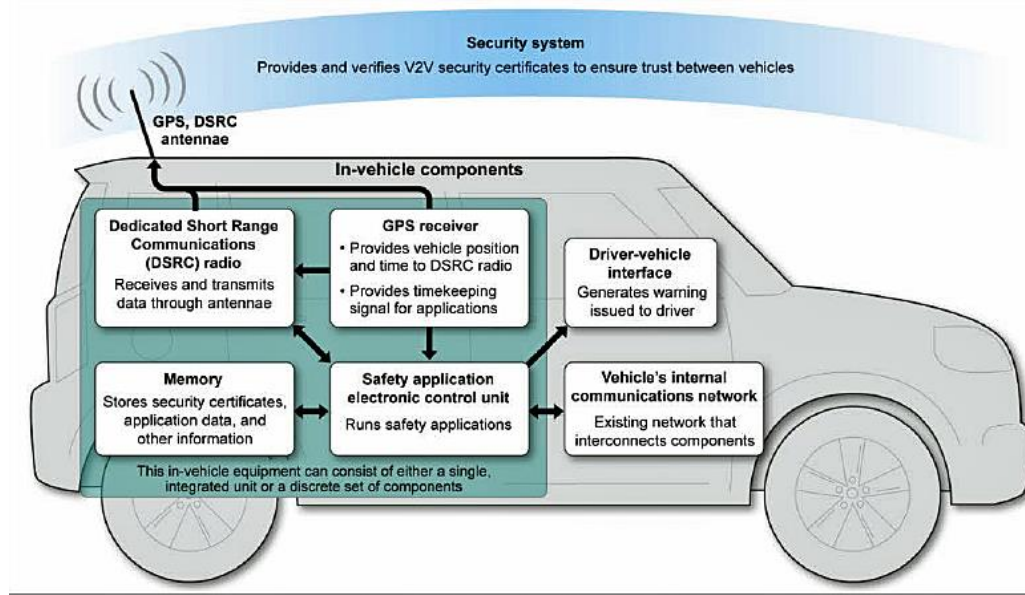 Security system
Provides and verifies V2V security certificates to ensure trust between vehicles
GPS, DSRC
antennae
In-vehicle components
Dedicated Short Range
Communications
(DSRC) radio
Receives and transmits
data through antennae
GPS receiver
• Provides vehicle position
and time to DSRC radio
• Provides timekeeping
signal for applications
Driver-vehicle
interface
Generates warning
issued to driver
Memory
Stores security certificates,
application data, and
other information
Safety application
electronic control unit
Runs safety applications
Vehicle's internal
communications network
Existing network that
interconnects components
This in-vehicle equipment can consist of either a single,
integrated unit or a discrete set of components